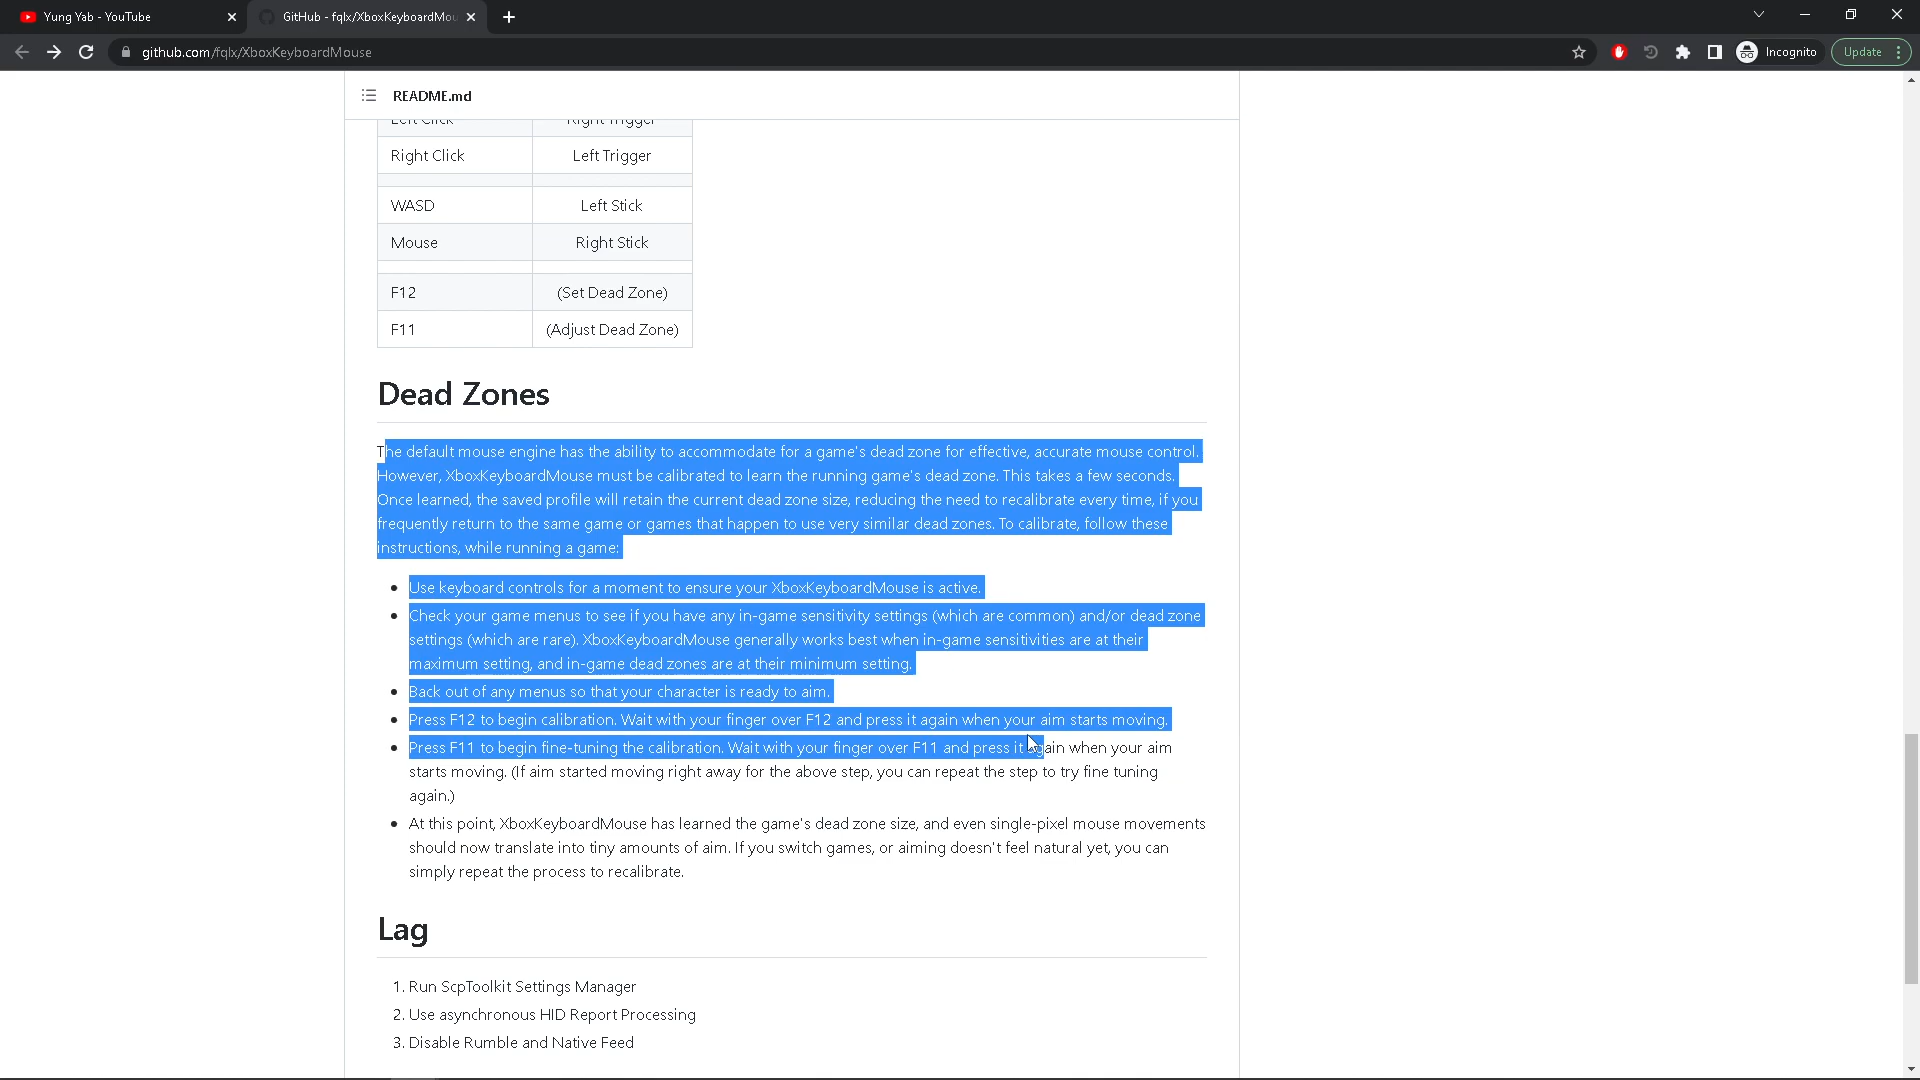 Yung Yab - YouTube
GitHub - fqlx/XboxKeyboardMou
github.com/fqlx/XboxKeyboardMouse
Incognito
Update
README.md
Left Click Right Trigger
Right Click Left Trigger
WASD Left Stick
Mouse Right Stick
F12 (Set Dead Zone)
F11 (Adjust Dead Zone)
Dead Zones
The default mouse engine has the ability to accommodate for a game's dead zone for effective, accurate mouse control.
However, XboxKeyboardMouse must be calibrated to learn the running game's dead zone. This takes a few seconds.
Once learned, the saved profile will retain the current dead zone size, reducing the need to recalibrate every time, if you
frequently return to the same game or games that happen to use very similar dead zones. To calibrate, follow these
instructions, while running a game:
• Use keyboard controls for a moment to ensure your XboxKeyboardMouse is active.
• Check your game menus to see if you have any in-game sensitivity settings (which are common) and/or dead zone
settings (which are rare). XboxKeyboardMouse generally works best when in-game sensitivities are at their
maximum setting, and in-game dead zones are at their minimum setting.
• Back out of any menus so that your character is ready to aim.
• Press F12 to begin calibration. Wait with your finger over F12 and press it again when your aim starts moving.
• Press F11 to begin fine-tuning the calibration. Wait with your finger over F11 and press it again when your aim
starts moving. (If aim started moving right away for the above step, you can repeat the step to try fine tuning
again.)
• At this point, XboxKeyboardMouse has learned the game's dead zone size, and even single-pixel mouse movements
should now translate into tiny amounts of aim. If you switch games, or aiming doesn't feel natural yet, you can
simply repeat the process to recalibrate.
Lag
1. Run ScpToolkit Settings Manager
2. Use asynchronous HID Report Processing
3. Disable Rumble and Native Feed